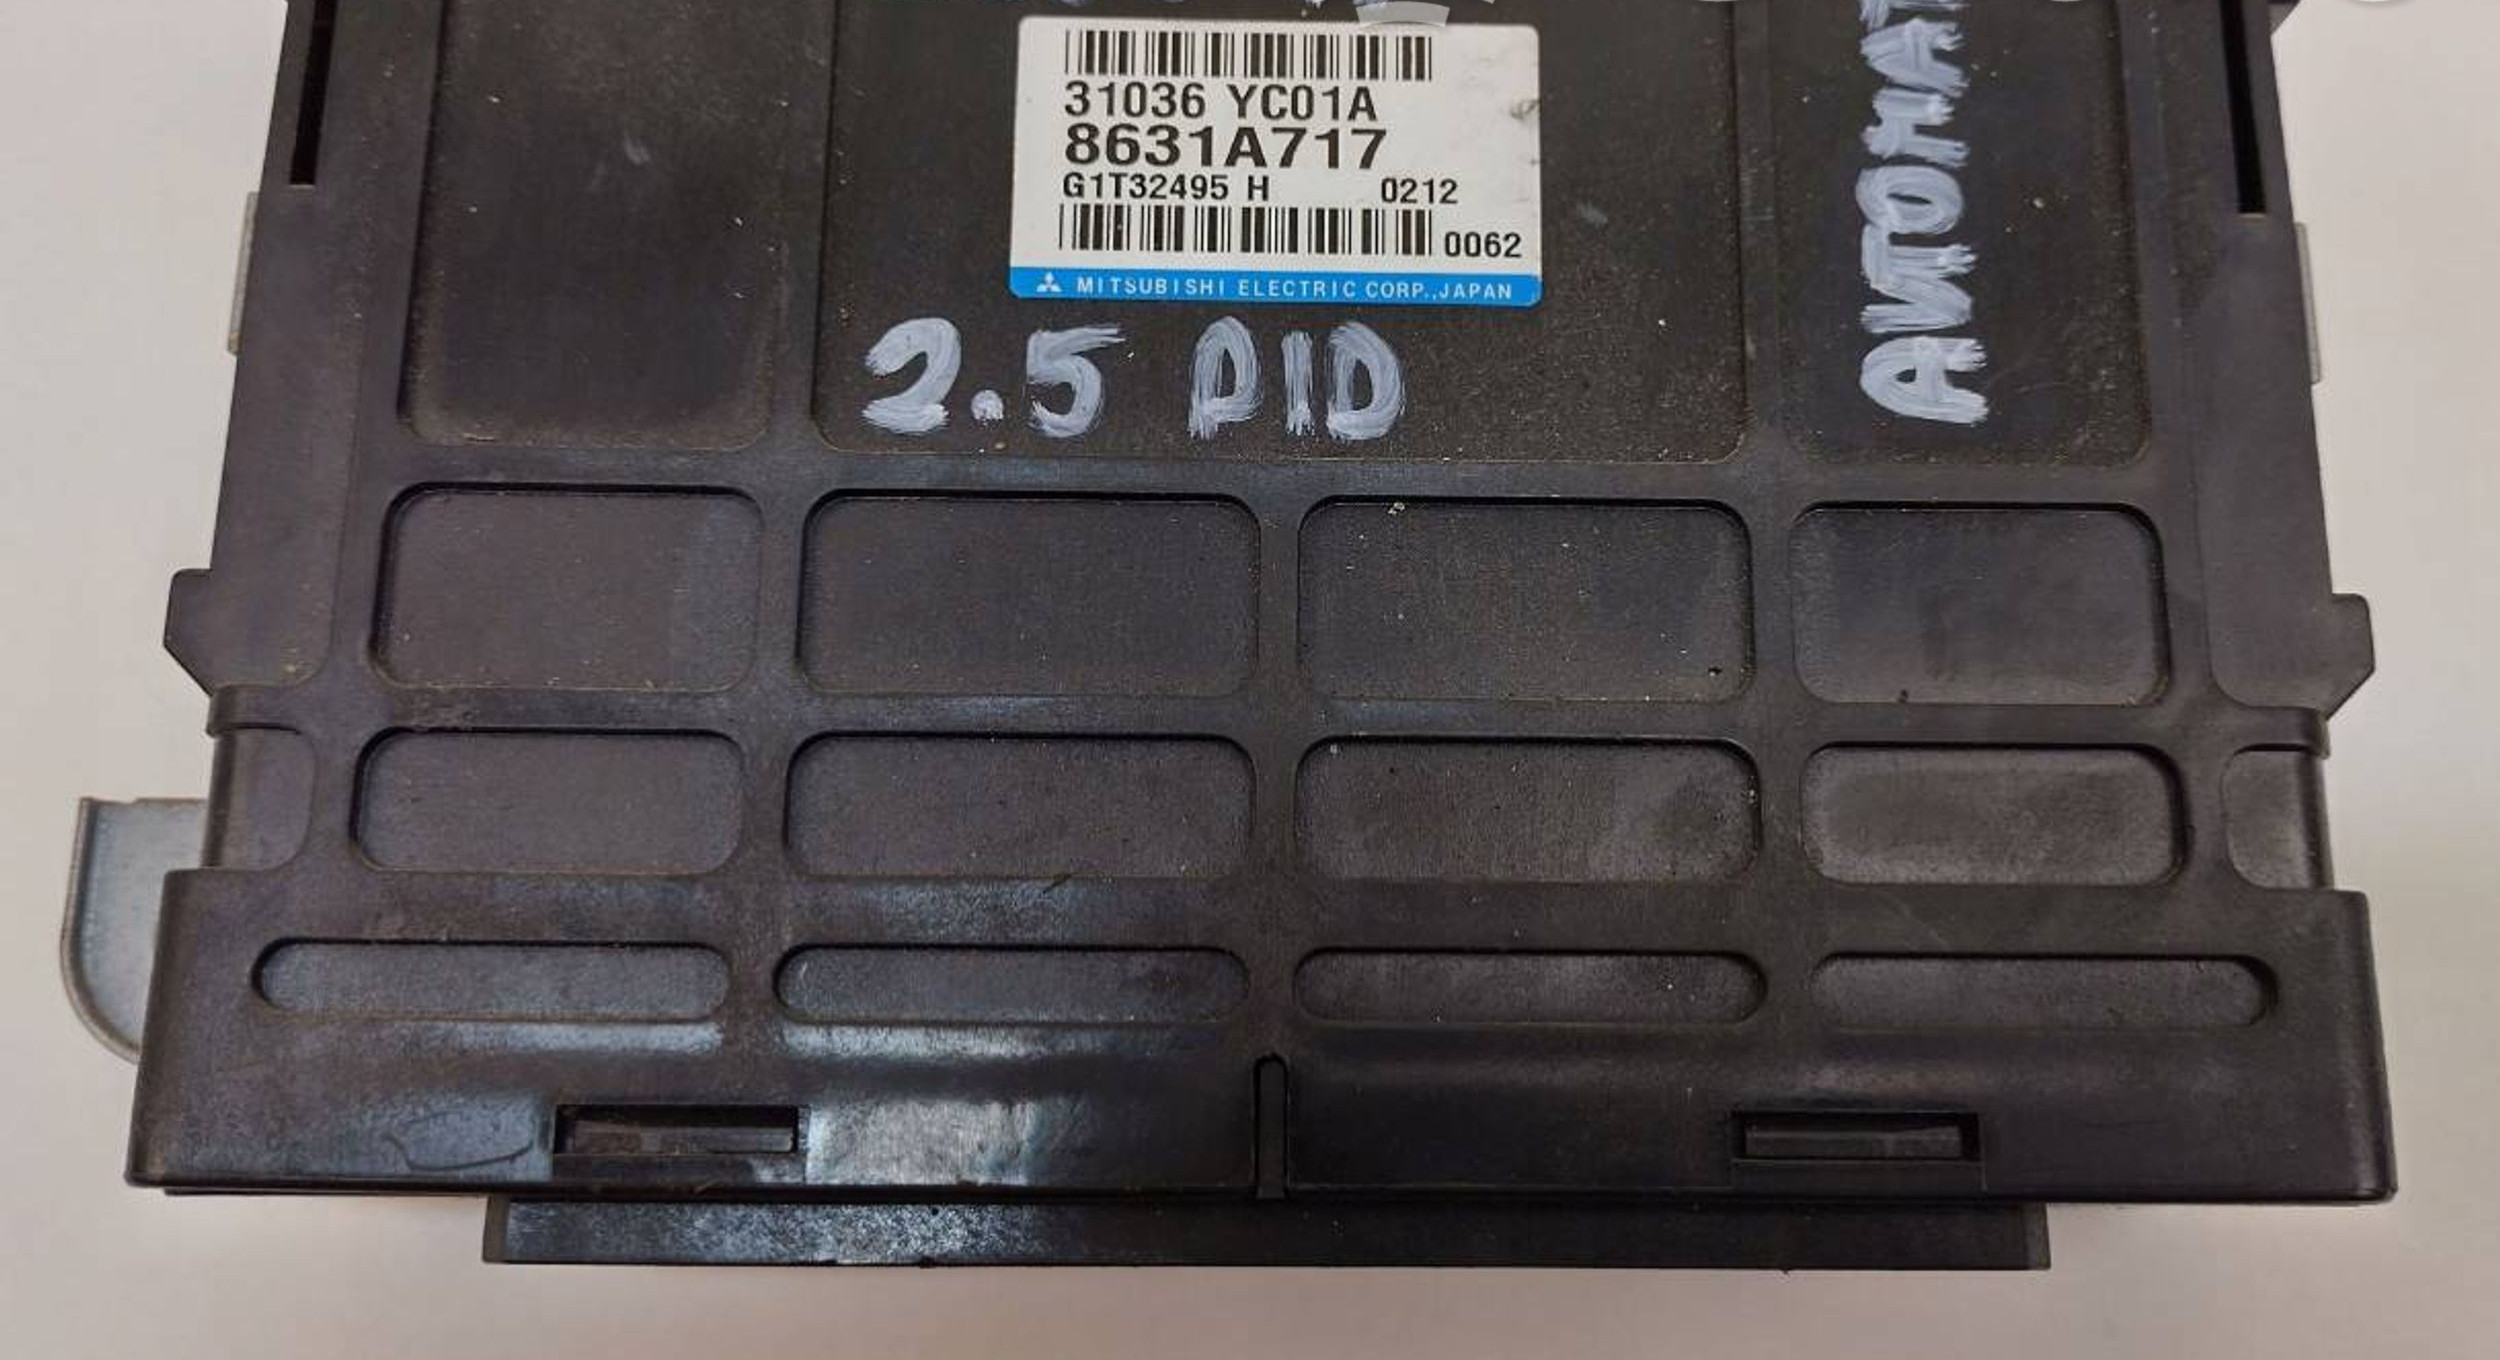 31036 YC01A
8631A717
G1T32495 H 0212
0062
MITSUBISHI ELECTRIC CORP.,JAPAN
2.5 DID
АВТОМАТ